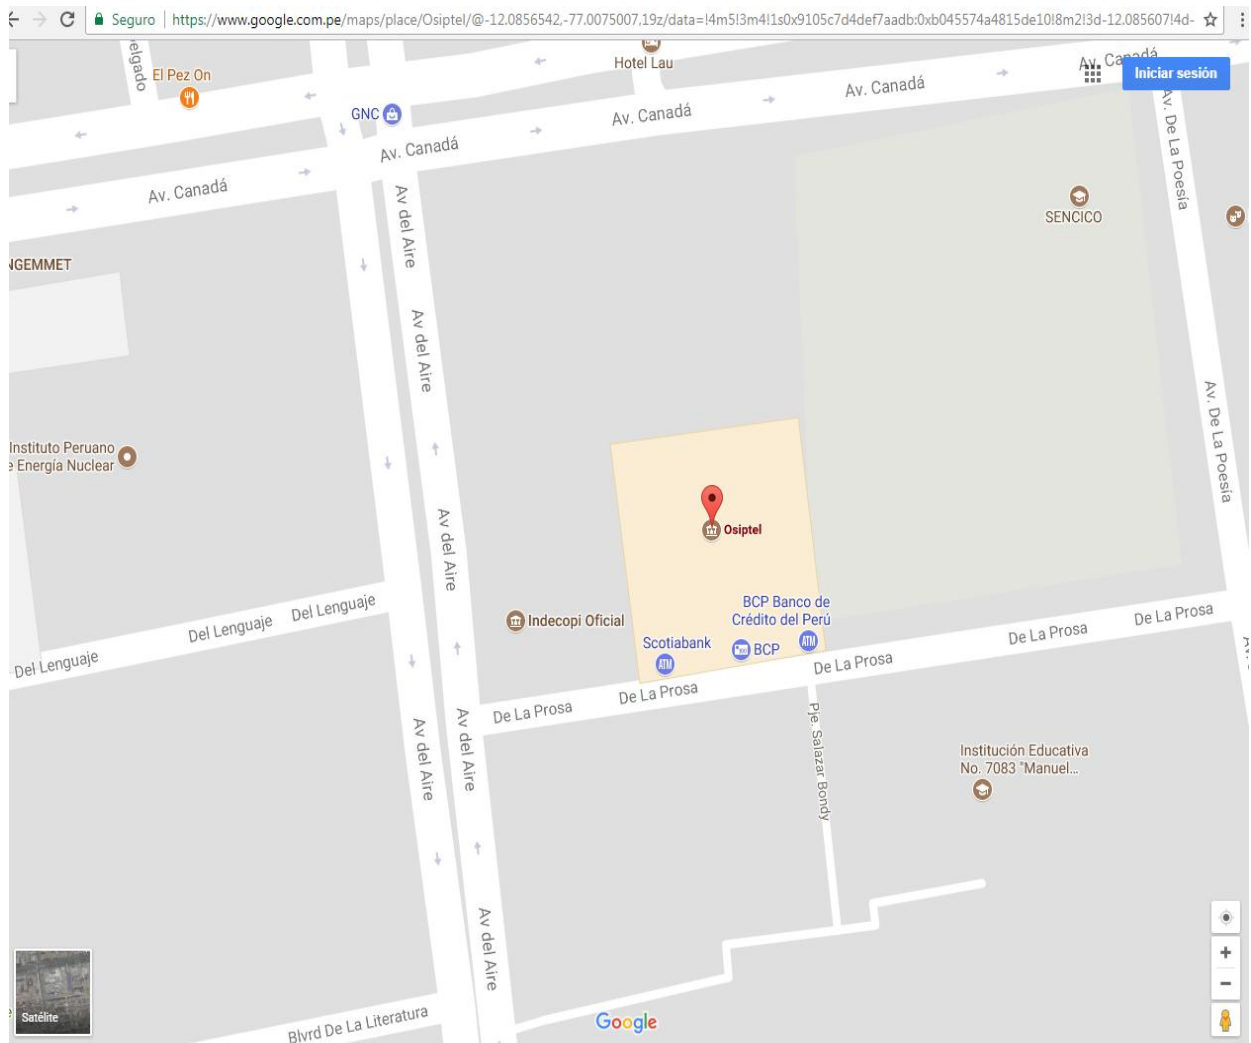 Seguro | https://www.google.com.pe/maps/place/Osiptel/@-12.0856542,-77.0075007,19z/data=!4m5!3m4!1s0x9105c7d4def7aadb:0xb045574a4815de10!8m2!3d-12.085607!4d-
elgado
El Pez On
Hotel Lau
Av. Canadá
Iniciar sesión
GNC
Av. Canadá
Av. Canadá
Av. Canadá
Av. Canadá
Av. De La Poesía
Av del Aire
SENCICO
NGEMMET
Av del Aire
Av. De La Poesía
Instituto Peruano
e Energía Nuclear
Av del Aire
Osiptel
Del Lenguaje
Del Lenguaje
Del Lenguaje
Indecopi Oficial
BCP Banco de
Crédito del Perú
Scotiabank
ATM
BCP
ATM
De La Prosa
De La Prosa
De La Prosa
De La Prosa
De La Prosa
Av.
Av del Aire
Av del Aire
Pje. Salazar Bondy
Institución Educativa
No. 7083 "Manuel...
Av del Aire
Satélite
Blvrd De La Literatura
Google